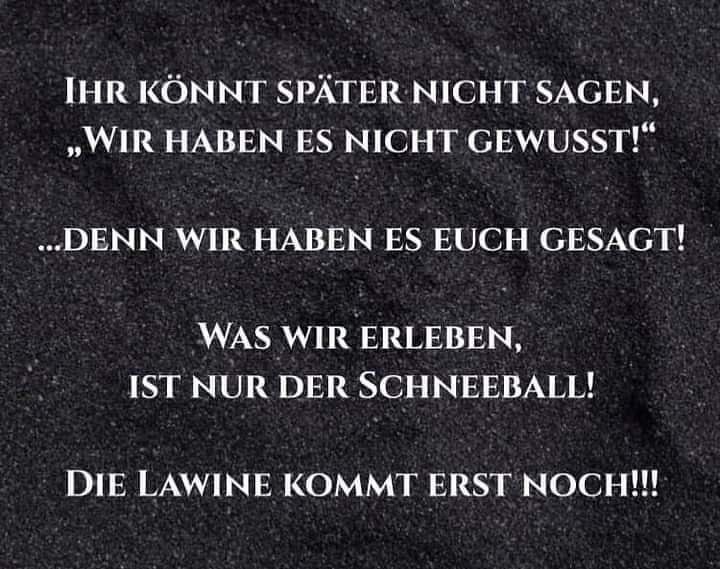 Ihr könnt später nicht sagen,
„Wir haben es nicht gewusst!“
...denn wir haben es euch gesagt!
Was wir erleben,
ist nur der Schneeball!
Die Lawine kommt erst noch!!!